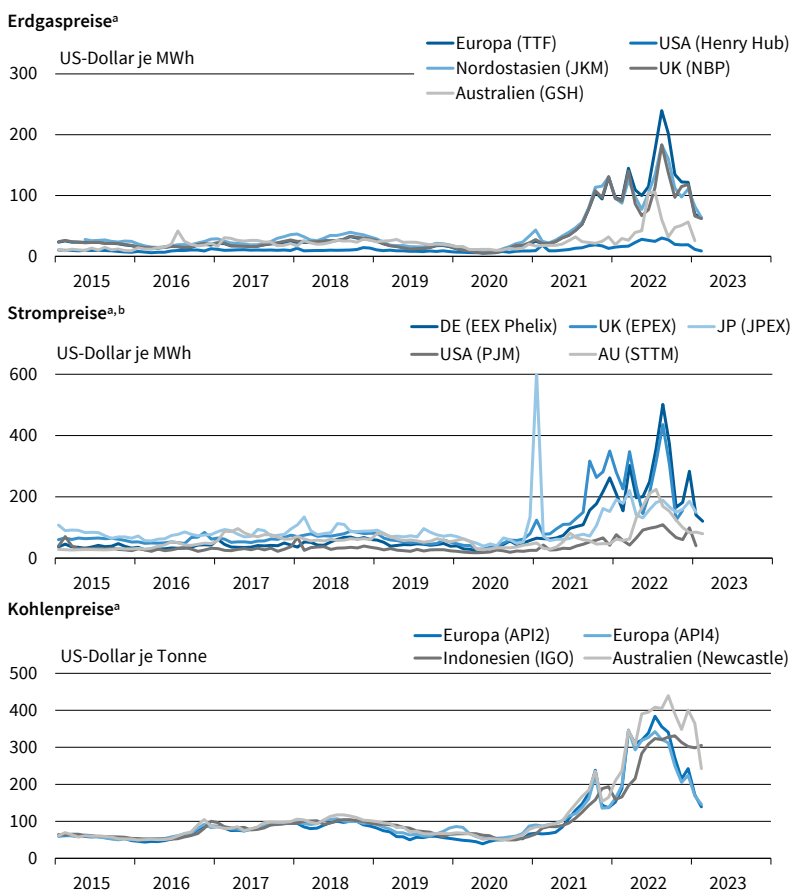 Erdgaspreiseᵃ
US-Dollar je MWh
Europa (TTF) USA (Henry Hub)
Nordostasien (JKM) UK (NBP)
Australien (GSH)
300
200
100
0
2015 2016 2017 2018 2019 2020 2021 2022 2023
Strompreiseᵃ,ᵇ
US-Dollar je MWh
DE (EEX Phelix) UK (EPEX) JP (JPEX)
USA (PJM) AU (STTM)
600
400
200
0
2015 2016 2017 2018 2019 2020 2021 2022 2023
Kohlenpreiseᵃ
US-Dollar je Tonne
Europa (API2) Europa (API4)
Indonesien (IGO) Australien (Newcastle)
500
400
300
200
100
0
2015 2016 2017 2018 2019 2020 2021 2022 2023